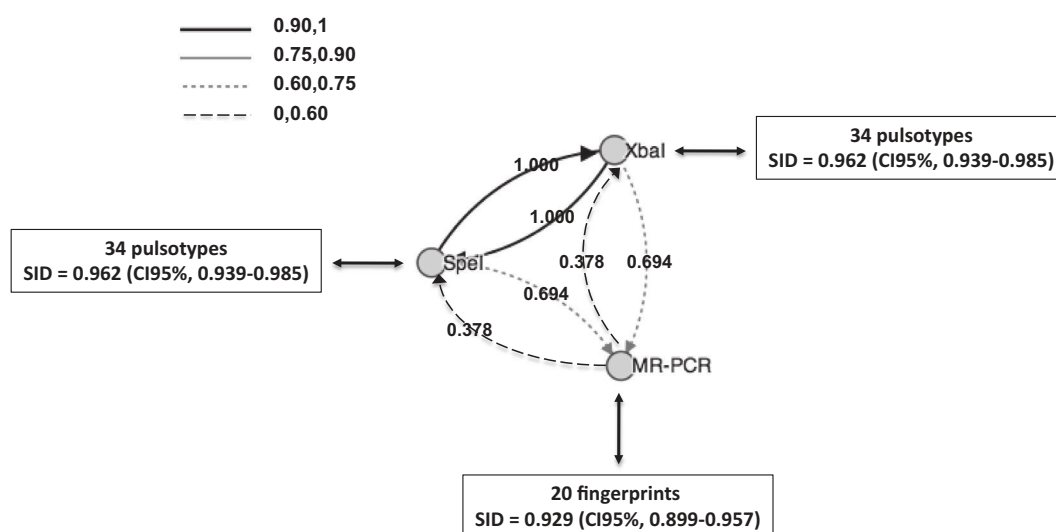 0.90,1
0.75,0.90
0.60,0.75
0,0.60
34 pulsotypes
SID = 0.962 (CI95%, 0.939-0.985)
XbaI
1.000
1.000
34 pulsotypes
SID = 0.962 (CI95%, 0.939-0.985)
SpeI
0.378
0.694
0.694
0.378
MR-PCR
20 fingerprints
SID = 0.929 (CI95%, 0.899-0.957)